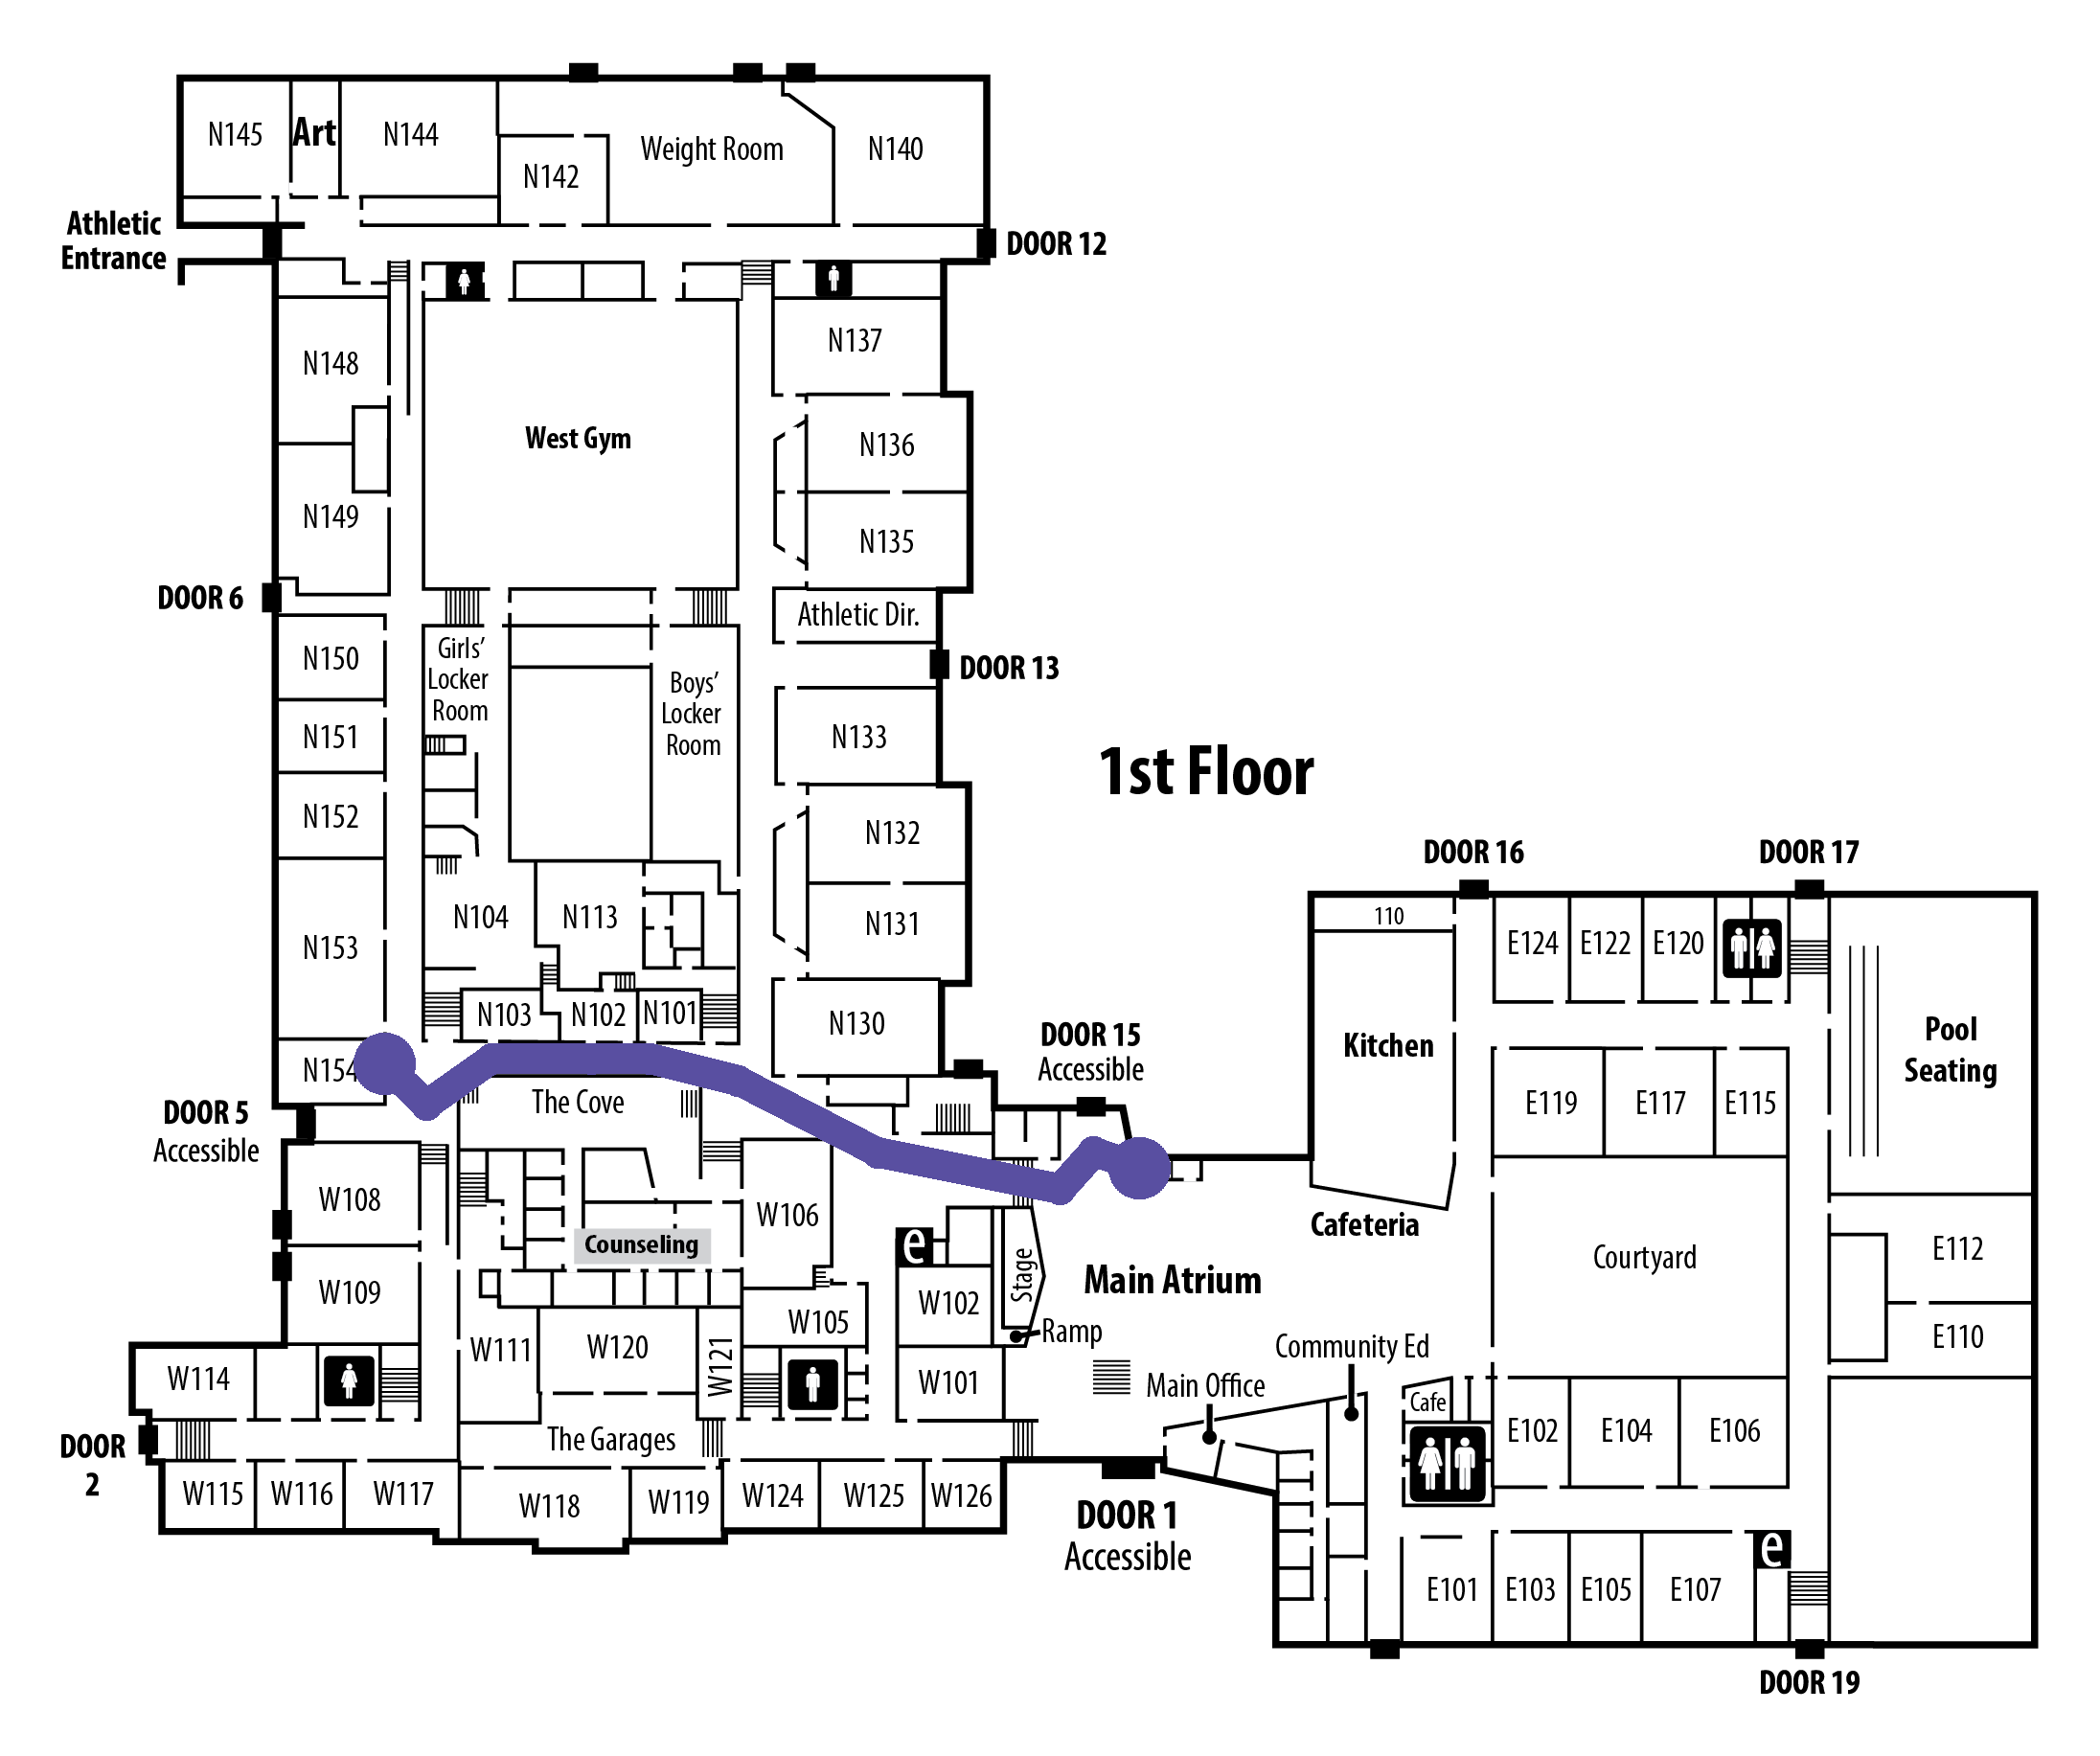 N145
Art
N144
N142
Weight Room
N140
Athletic
Entrance
DOOR 12
N148
West Gym
N137
N136
N149
N135
DOOR 6
Athletic Dir.
N150
Girls'
Locker
Room
Boys'
Locker
Room
DOOR 13
N151
N133
1st Floor
N152
N132
N153
N104
N113
N131
N103
N102
N101
N130
DOOR 15
Accessible
DOOR 16
DOOR 17
110
E124
E122
E120
Kitchen
Pool
Seating
N154
The Cove
E119
E117
E115
DOOR 5
Accessible
W108
W106
Counseling
e
Cafeteria
Courtyard
E112
W109
W102
Stage
Main Atrium
W105
Ramp
E110
W111
W120
W121
Community Ed
W114
W101
Main Office
Cafe
E102
E104
E106
DOOR
2
The Garages
W115
W116
W117
W118
W119
W124
W125
W126
DOOR 1
Accessible
E101
E103
E105
E107
e
DOOR 19